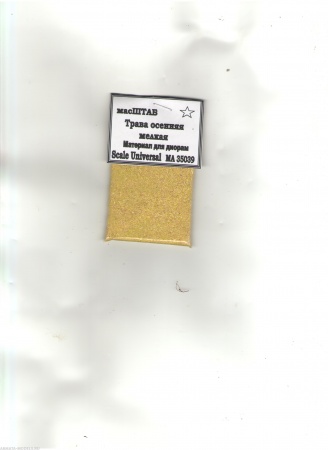 масШТАБ
Трава осенняя
мелкая
Материал для диорам
Scale Universal MA 35039